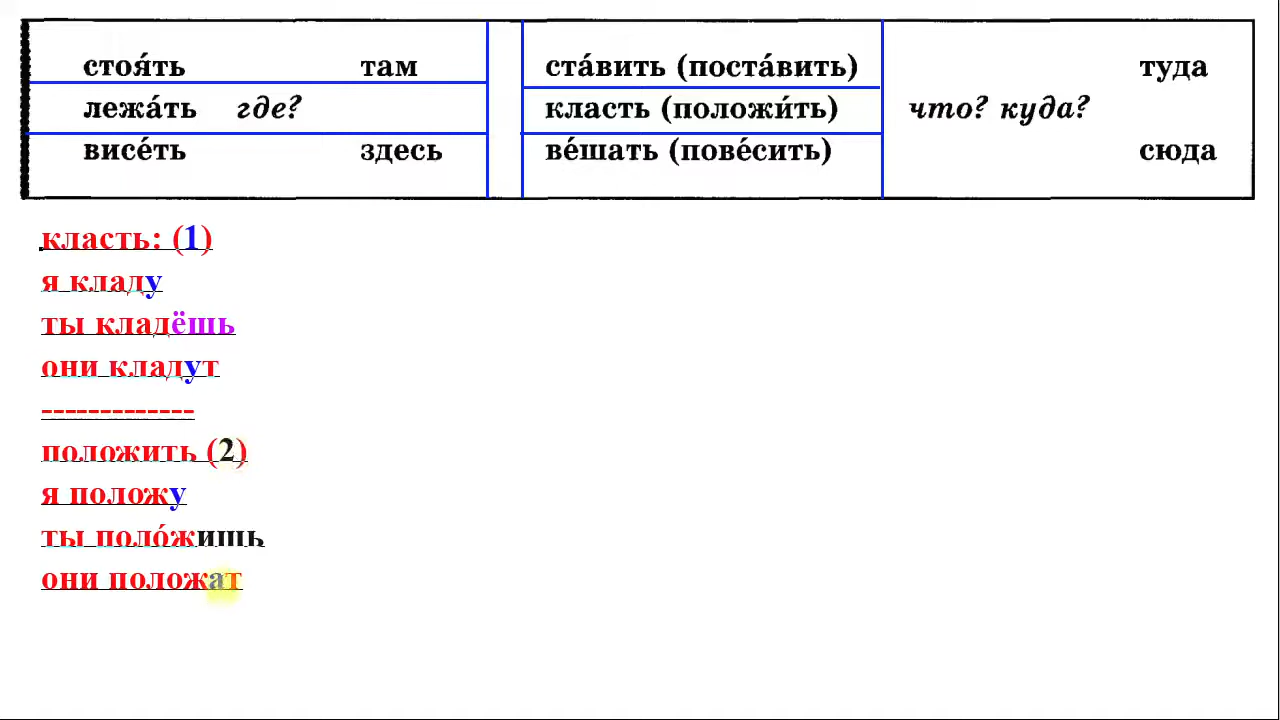 стоя́ть там ста́вить (поста́вить) туда
лежа́ть где? класть (положи́ть) что? куда?
висе́ть здесь ве́шать (пове́сить) сюда
класть: (1)
я кладу
ты кладёшь
они кладут
-------------
положить (2)
я положу
ты поло́жишь
они положат